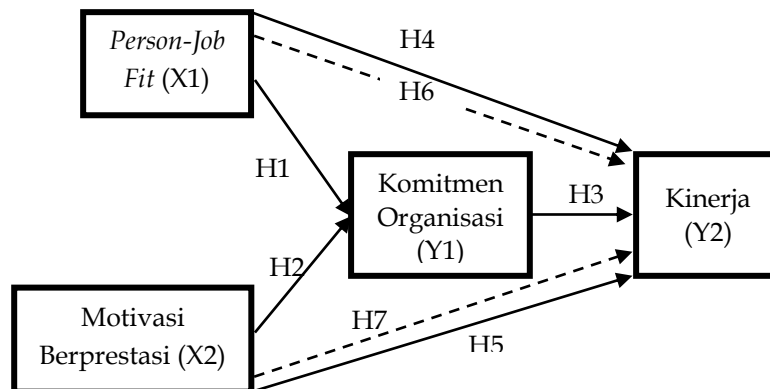 Person-Job
Fit (X1)
H4
H6
H1
Komitmen
Organisasi
(Y1)
H3
Kinerja
(Y2)
H2
Motivasi
Berprestasi (X2)
H7
H5